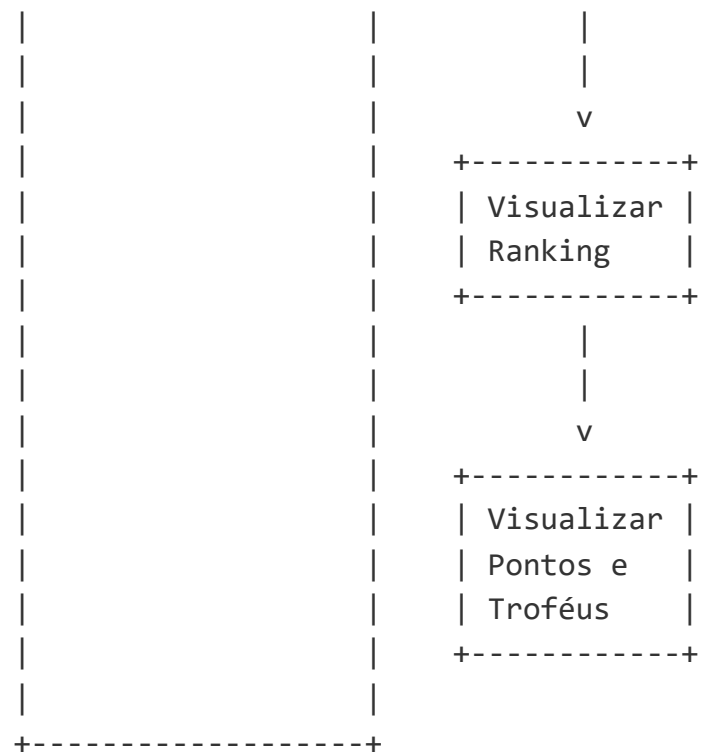 |                   |           |
|                   |           |
|                   |           v
|                   |    +------------+
|                   |    | Visualizar |
|                   |    | Ranking    |
|                   |    +------------+
|                   |           |
|                   |           |
|                   |           v
|                   |    +------------+
|                   |    | Visualizar |
|                   |    | Pontos e   |
|                   |    | Troféus    |
|                   |    +------------+
|                   |
+-------------------+